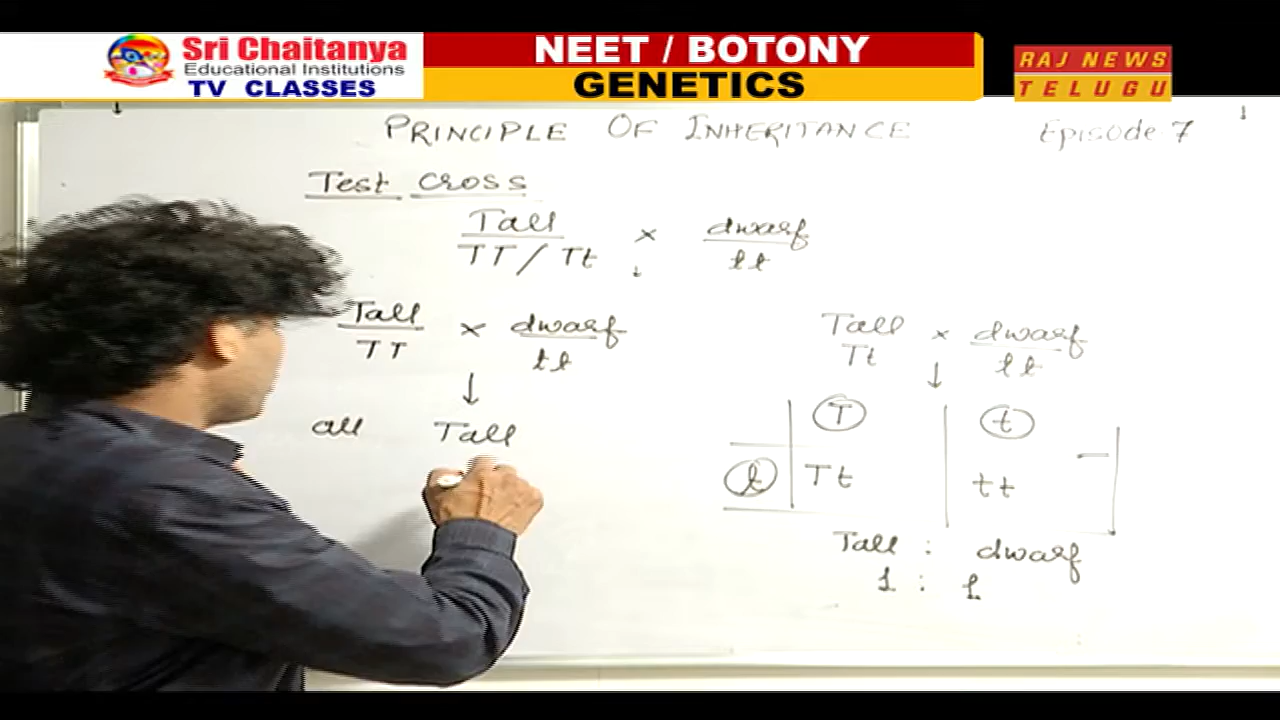 Sri Chaitanya
Educational Institutions
TV CLASSES
NEET / BOTONY
GENETICS
RAJ NEWS
TELUGU
PRINCIPLE OF INHERITANCE Episode-7
Test cross
Tall × dwarf
TT / Tt tt
Tall × dwarf
TT tt
all Tall
Tall × dwarf
Tt tt
T t
t Tt tt
Tall : dwarf
1 : 1